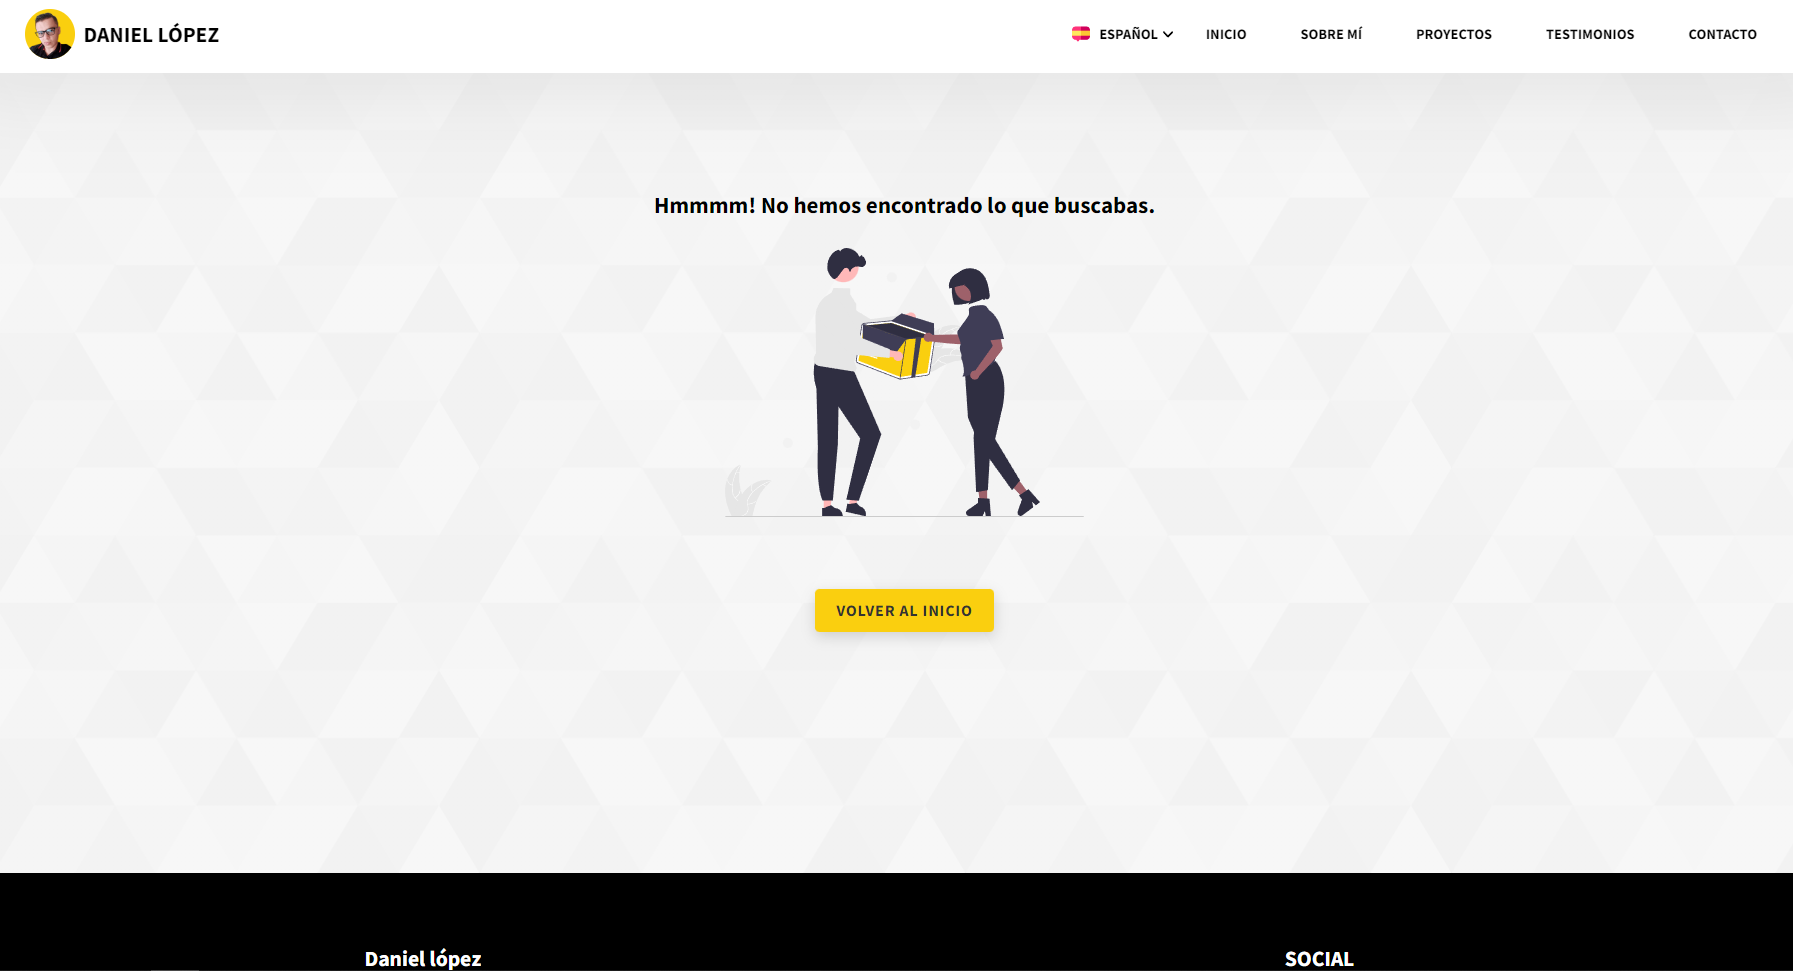 DANIEL LÓPEZ
ESPAÑOL INICIO SOBRE MÍ PROYECTOS TESTIMONIOS CONTACTO
Hmmmm! No hemos encontrado lo que buscabas.
VOLVER AL INICIO
Daniel lópez
SOCIAL